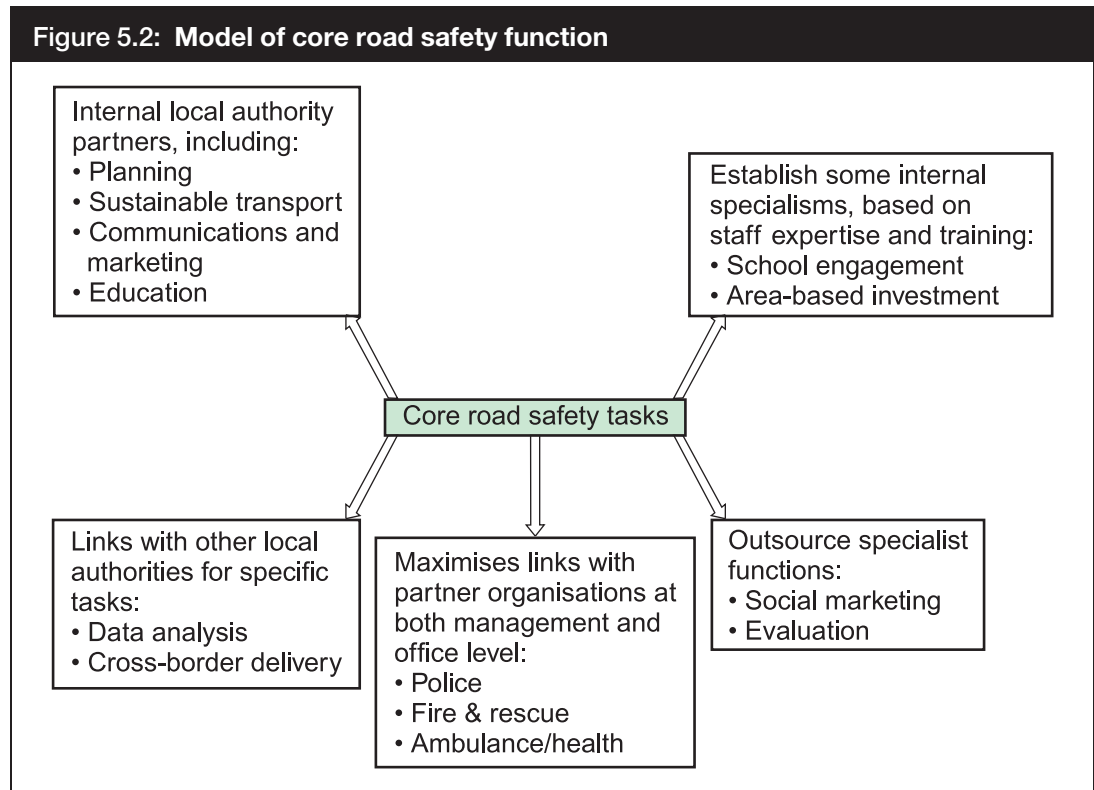 Figure 5.2: Model of core road safety function
Internal local authority
partners, including:
• Planning
• Sustainable transport
• Communications and
marketing
• Education
Establish some internal
specialisms, based on
staff expertise and training:
• School engagement
• Area-based investment
Core road safety tasks
Links with other local
authorities for specific
tasks:
• Data analysis
• Cross-border delivery
Maximises links with
partner organisations at
both management and
office level:
• Police
• Fire & rescue
• Ambulance/health
Outsource specialist
functions:
• Social marketing
• Evaluation